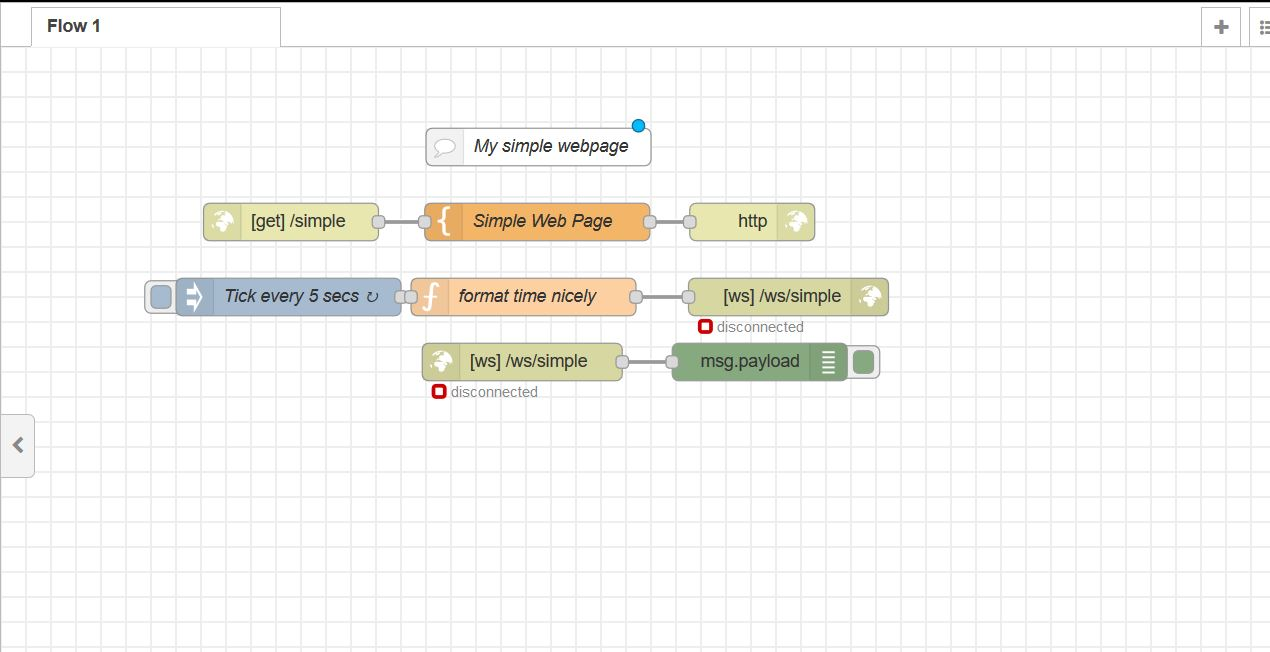 Flow 1
My simple webpage
[get] /simple
Simple Web Page
http
Tick every 5 secs ↻
format time nicely
[ws] /ws/simple
disconnected
[ws] /ws/simple
msg.payload
disconnected